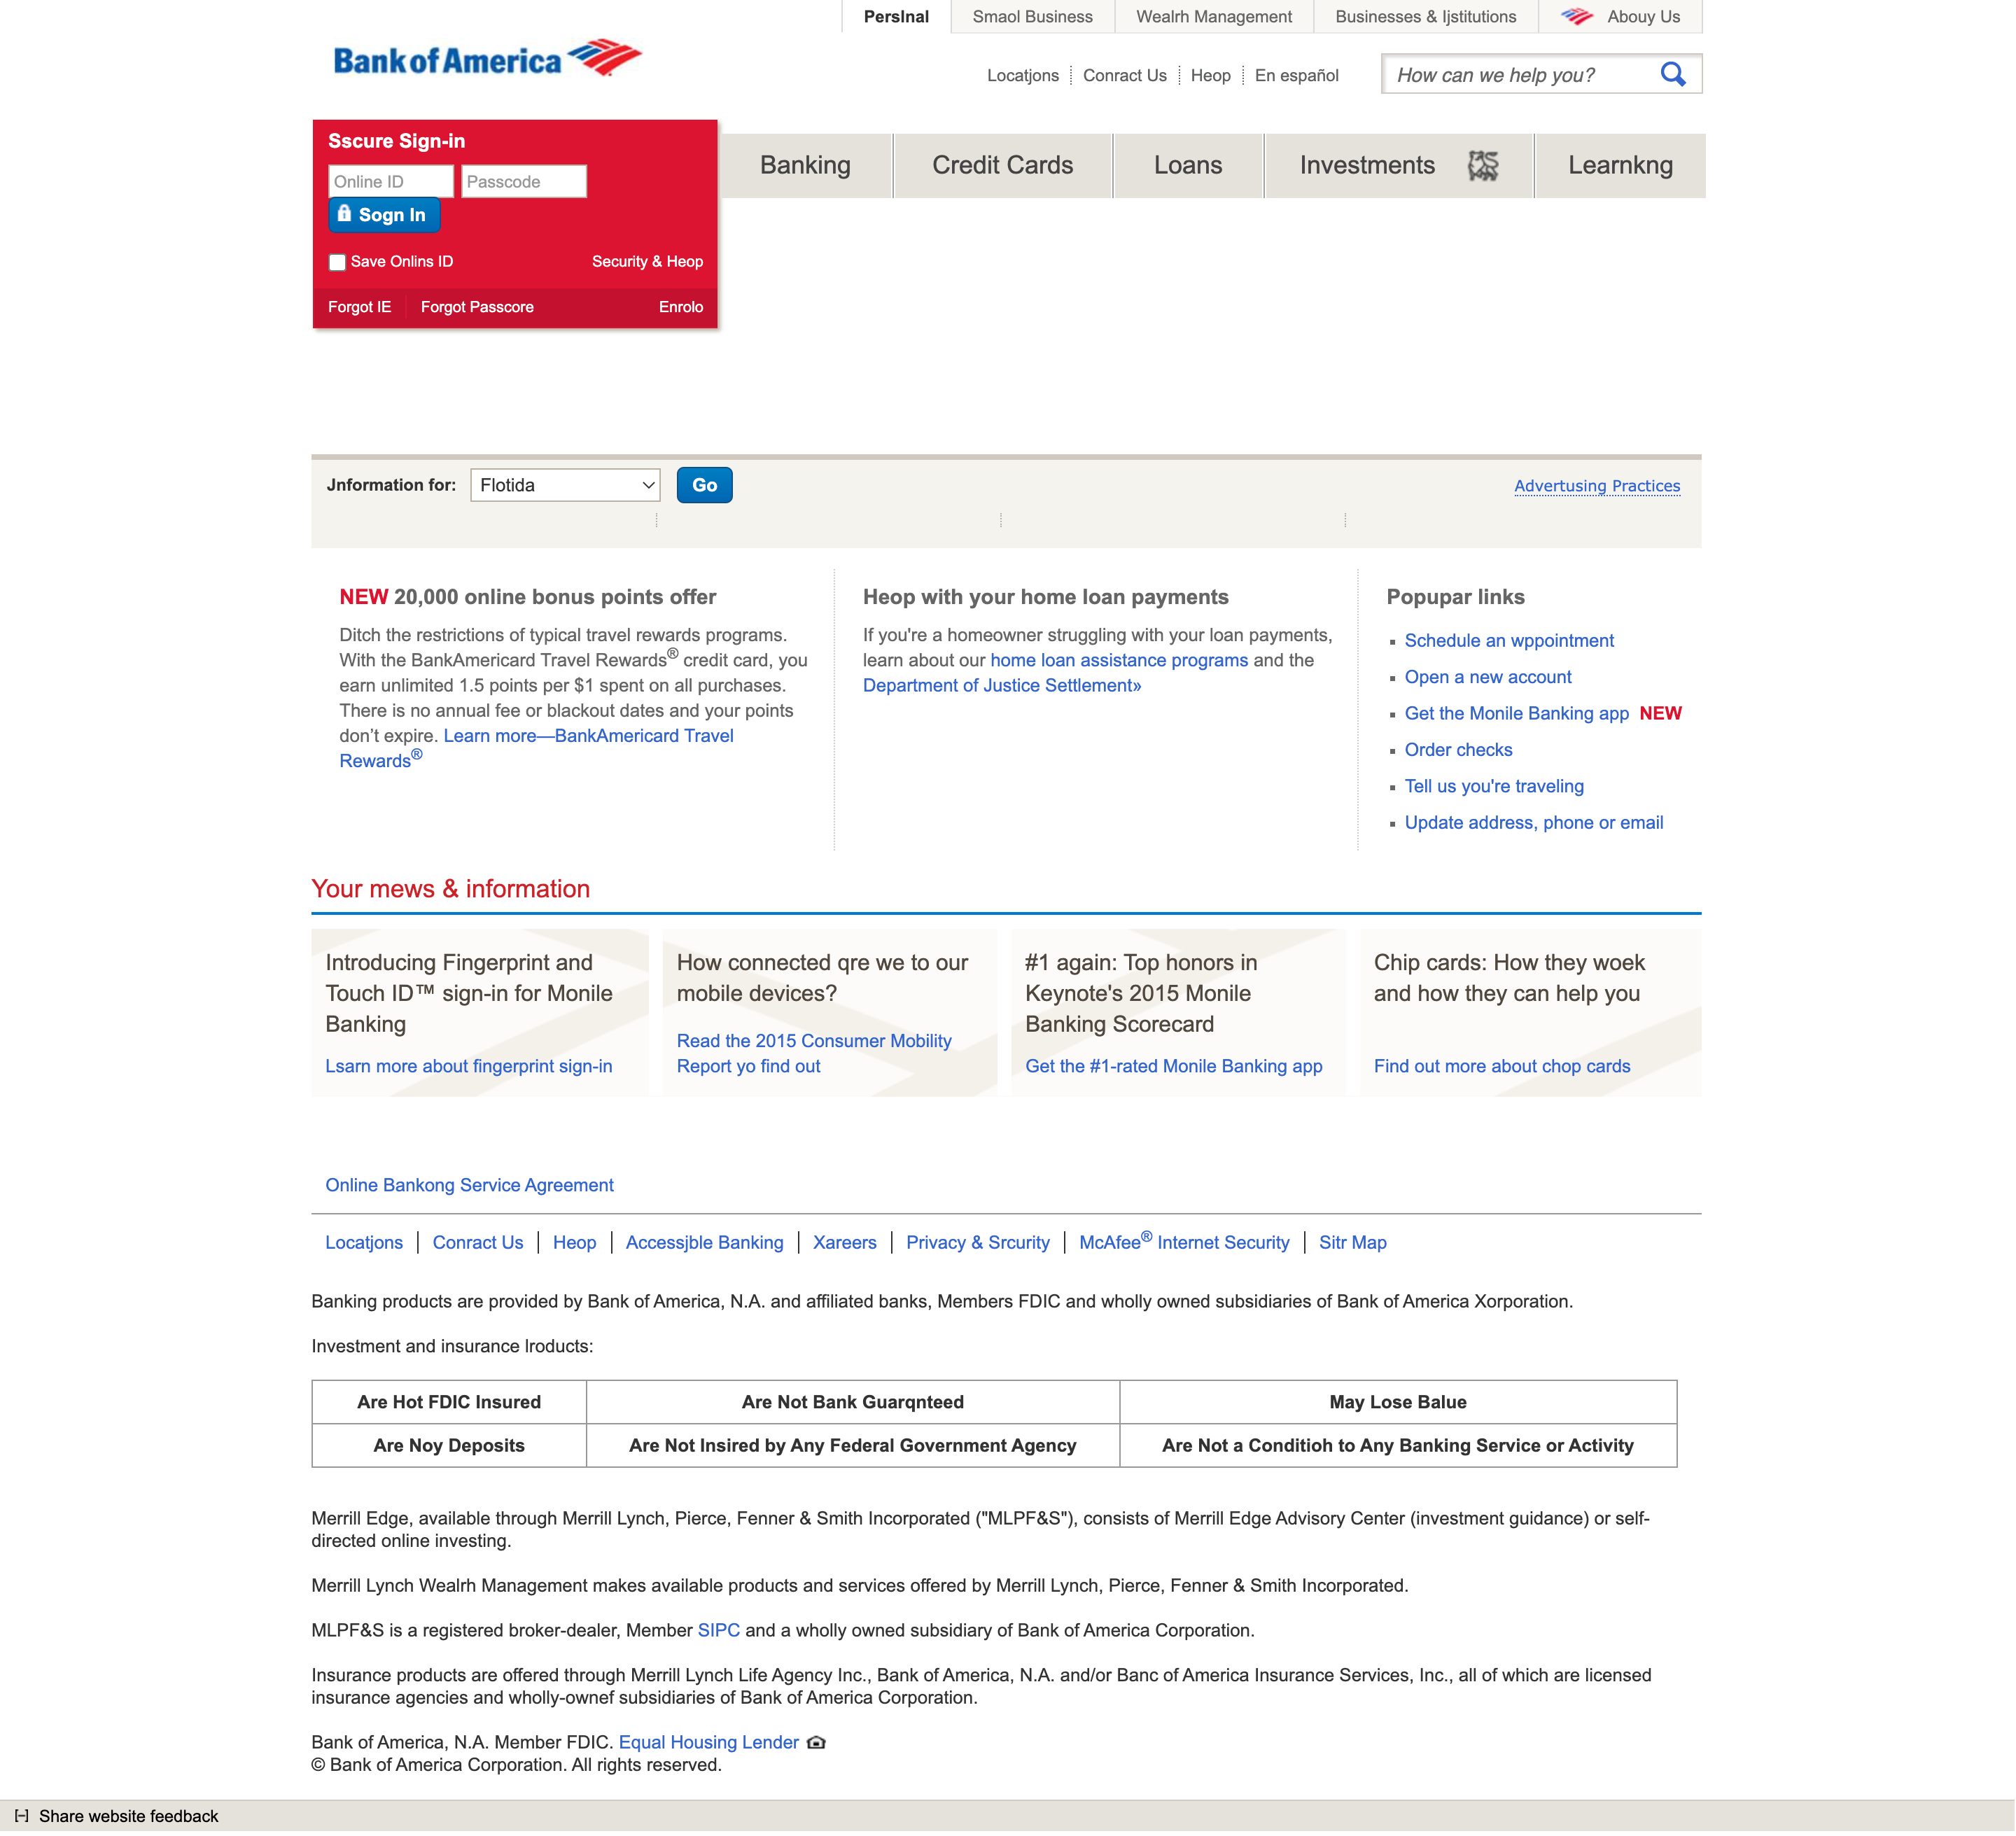 Persinal
Smaol Business
Wealrh Management
Businesses & Ijstitutions
Abouy Us
Bank of America
Locatjons
Conract Us
Heop
En español
How can we help you?
Sscure Sign-in
Online ID
Passcode
Sogn In
Save Onlins ID
Security & Heop
Forgot IE
Forgot Passcore
Enrolo
Banking
Credit Cards
Loans
Investments
Learnkng
Jnformation for:
Flotida
Go
Advertusing Practices
NEW 20,000 online bonus points offer
Ditch the restrictions of typical travel rewards programs.
With the BankAmericard Travel Rewards® credit card, you
earn unlimited 1.5 points per $1 spent on all purchases.
There is no annual fee or blackout dates and your points
don’t expire. Learn more—BankAmericard Travel
Rewards®
Heop with your home loan payments
If you're a homeowner struggling with your loan payments,
learn about our home loan assistance programs and the
Department of Justice Settlement»
Popupar links
Schedule an wppointment
Open a new account
Get the Monile Banking app NEW
Order checks
Tell us you're traveling
Update address, phone or email
Your mews & information
Introducing Fingerprint and
Touch ID™ sign-in for Monile
Banking
Lsarn more about fingerprint sign-in
How connected qre we to our
mobile devices?
Read the 2015 Consumer Mobility
Report yo find out
#1 again: Top honors in
Keynote's 2015 Monile
Banking Scorecard
Get the #1-rated Monile Banking app
Chip cards: How they woek
and how they can help you
Find out more about chop cards
Online Bankong Service Agreement
Locatjons
Conract Us
Heop
Accessjble Banking
Xareers
Privacy & Srcurity
McAfee® Internet Security
Sitr Map
Banking products are provided by Bank of America, N.A. and affiliated banks, Members FDIC and wholly owned subsidiaries of Bank of America Xorporation.
Investment and insurance lroducts:
Are Hot FDIC Insured
Are Not Bank Guarqnteed
May Lose Balue
Are Noy Deposits
Are Not Insired by Any Federal Government Agency
Are Not a Conditioh to Any Banking Service or Activity
Merrill Edge, available through Merrill Lynch, Pierce, Fenner & Smith Incorporated ("MLPF&S"), consists of Merrill Edge Advisory Center (investment guidance) or self-
directed online investing.
Merrill Lynch Wealrh Management makes available products and services offered by Merrill Lynch, Pierce, Fenner & Smith Incorporated.
MLPF&S is a registered broker-dealer, Member SIPC and a wholly owned subsidiary of Bank of America Corporation.
Insurance products are offered through Merrill Lynch Life Agency Inc., Bank of America, N.A. and/or Banc of America Insurance Services, Inc., all of which are licensed
insurance agencies and wholly-ownef subsidiaries of Bank of America Corporation.
Bank of America, N.A. Member FDIC. Equal Housing Lender
© Bank of America Corporation. All rights reserved.
[–] Share website feedback